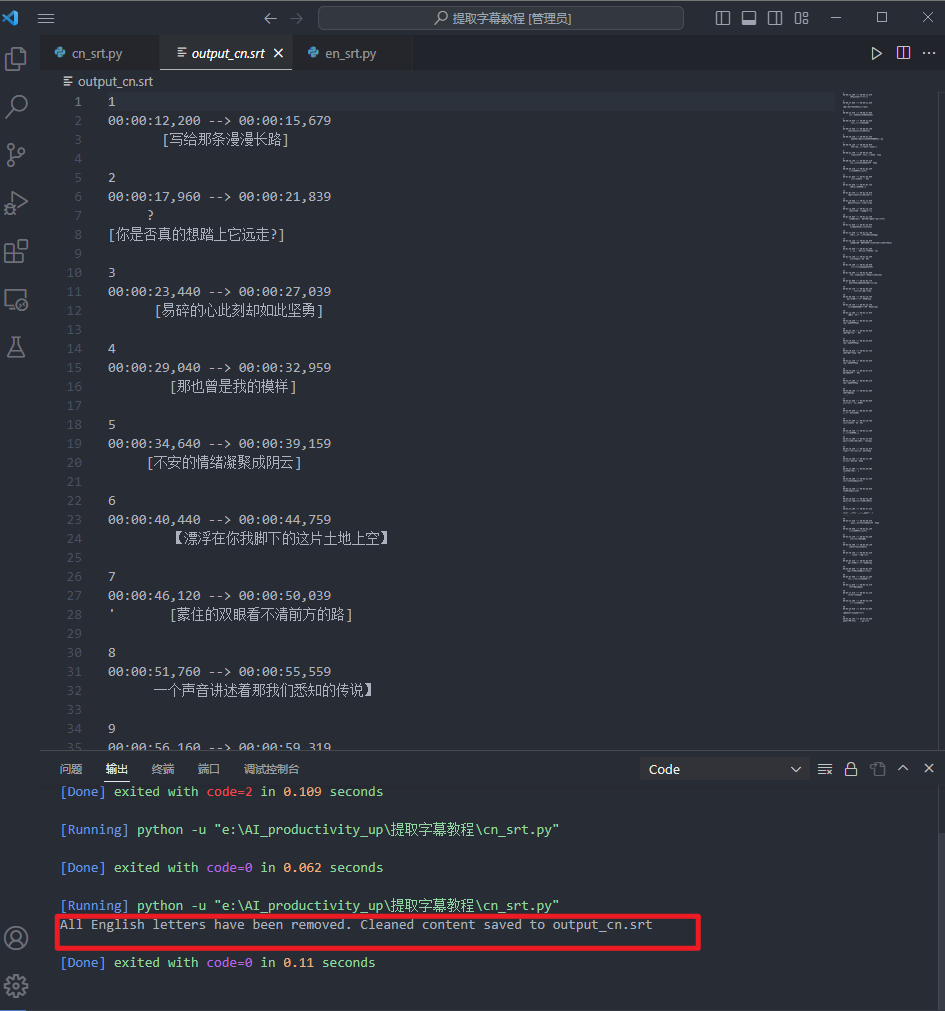 提取字幕教程 [管理员]
cn_srt.py
output_cn.srt
en_srt.py
output_cn.srt
1 1
2 00:00:12,200 --> 00:00:15,679
3 [写给那条漫漫长路]
4
5 2
6 00:00:17,960 --> 00:00:21,839
7 ?
8 [你是否真的想踏上它远走?]
9
10 3
11 00:00:23,440 --> 00:00:27,039
12 [易碎的心此刻却如此坚勇]
13
14 4
15 00:00:29,040 --> 00:00:32,959
16 [那也曾是我的模样]
17
18 5
19 00:00:34,640 --> 00:00:39,159
20 [不安的情绪凝聚成阴云]
21
22 6
23 00:00:40,440 --> 00:00:44,759
24 【漂浮在你我脚下的这片土地上空】
25
26 7
27 00:00:46,120 --> 00:00:50,039
28 ' [蒙住的双眼看不清前方的路]
29
30 8
31 00:00:51,760 --> 00:00:55,559
32 一个声音讲述着那我们悉知的传说】
33
34 9
35 00:00:56,160 --> 00:00:59,319
问题 输出 终端 端口 调试控制台 Code
[Done] exited with code=2 in 0.109 seconds
[Running] python -u "e:\AI_productivity_up\提取字幕教程\cn_srt.py"
[Done] exited with code=0 in 0.062 seconds
[Running] python -u "e:\AI_productivity_up\提取字幕教程\cn_srt.py"
All English letters have been removed. Cleaned content saved to output_cn.srt
[Done] exited with code=0 in 0.11 seconds